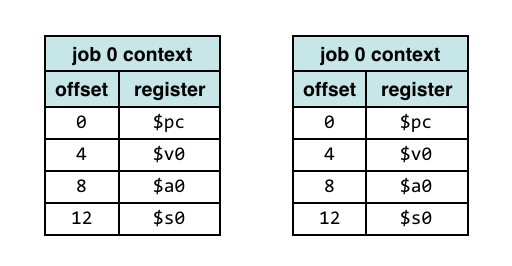 job 0 context
offset register
0 $pc
4 $v0
8 $a0
12 $s0
job 0 context
offset register
0 $pc
4 $v0
8 $a0
12 $s0